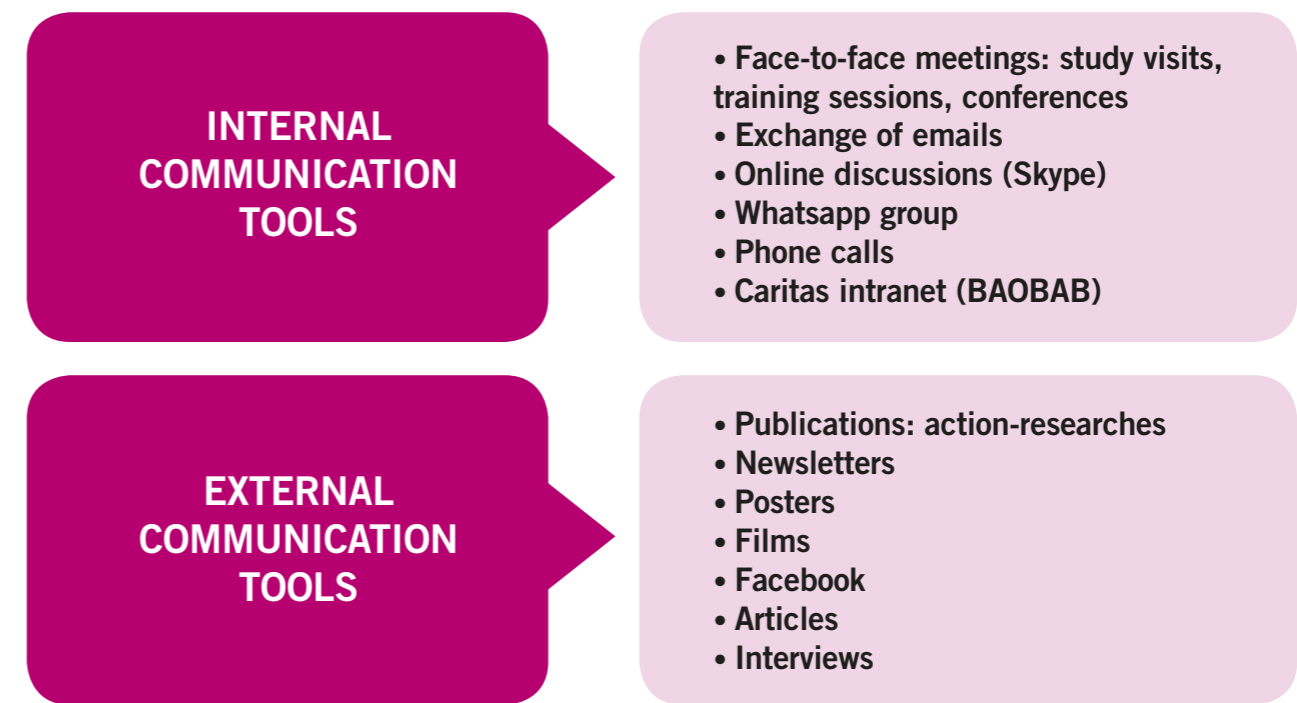 INTERNAL
COMMUNICATION
TOOLS
• Face-to-face meetings: study visits,
training sessions, conferences
• Exchange of emails
• Online discussions (Skype)
• Whatsapp group
• Phone calls
• Caritas intranet (BAOBAB)
EXTERNAL
COMMUNICATION
TOOLS
• Publications: action-researches
• Newsletters
• Posters
• Films
• Facebook
• Articles
• Interviews